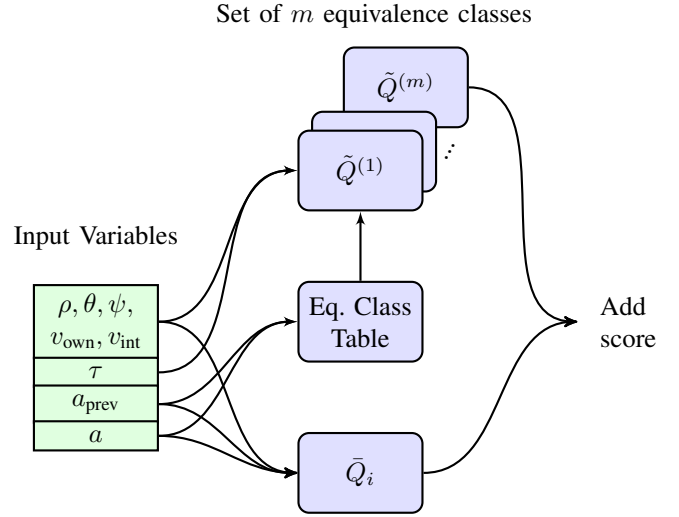 Set of m equivalence classes
Q̃⁽ᵐ⁾
Q̃⁽¹⁾
⋮
Input Variables
ρ, θ, ψ,
v_own, v_int
τ
a_prev
a
Eq. Class
Table
Q̄_i
Add
score